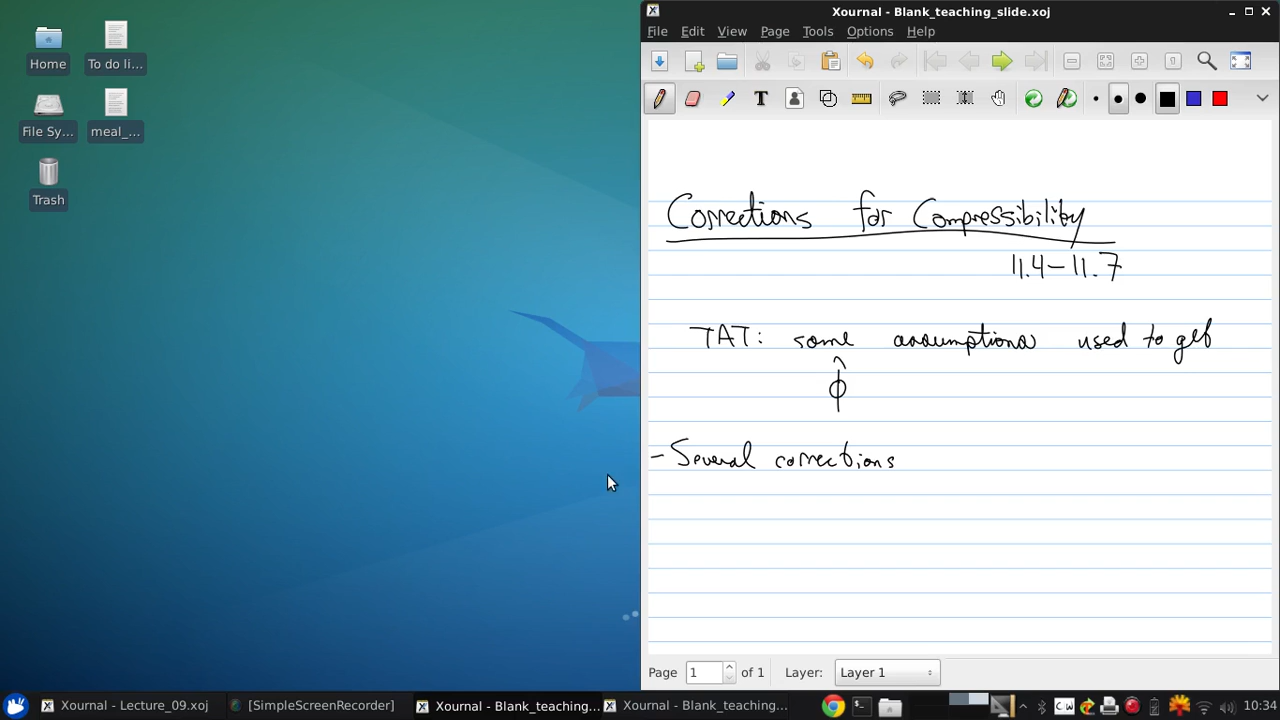 Xournal - Blank_teaching_slide.xoj
File Edit View Page Tools Options Help
Home
To do li...
File Sy...
meal_...
Trash
T
Corrections for Compressibility
11.4-11.7
TAT: some assumptions used to get
ϕ
- Several corrections
Page 1 of 1 Layer: Layer 1
Xournal - Lecture_09.xoj
[SimpleScreenRecorder]
Xournal - Blank_teaching...
Xournal - Blank_teaching...
CW
10:34